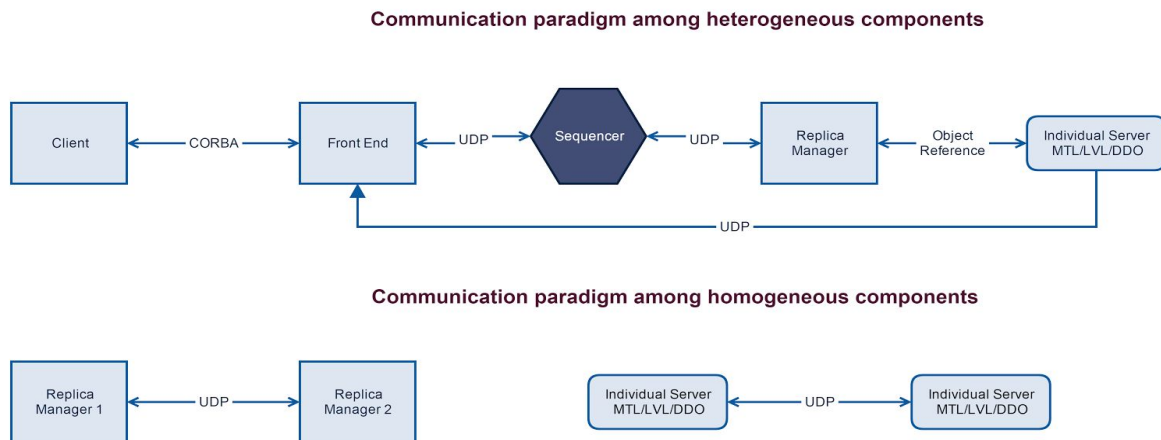 Communication paradigm among heterogeneous components
Client
CORBA
Front End
UDP
Sequencer
UDP
Replica
Manager
Object
Reference
Individual Server
MTL/LVL/DDO
UDP
Communication paradigm among homogeneous components
Replica
Manager 1
UDP
Replica
Manager 2
Individual Server
MTL/LVL/DDO
UDP
Individual Server
MTL/LVL/DDO